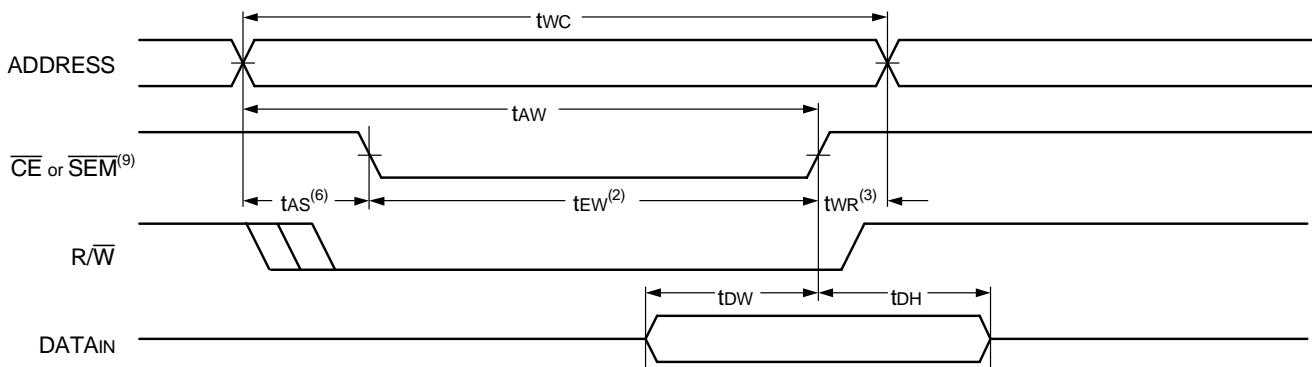 tWC
ADDRESS
tAW
CE or SEM(9)
tAS(6) tEW(2) tWR(3)
R/W
tDW tDH
DATAIN